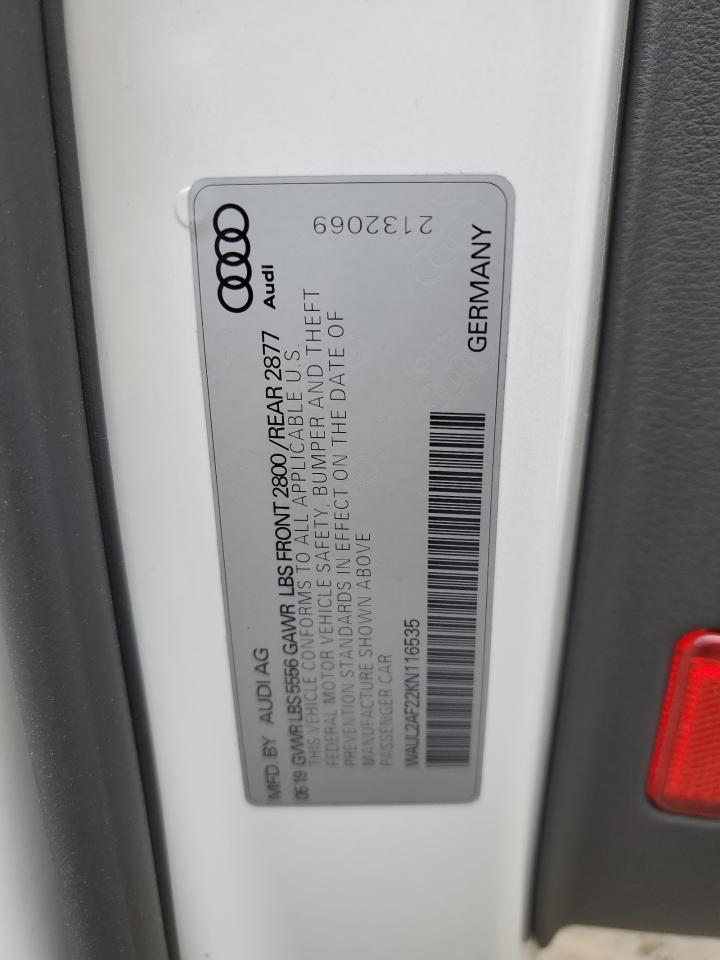 Audi
2132069
MFD. BY AUDI AG
05 19 GVWR LBS 5556 GAWR LBS FRONT 2800 /REAR 2877
THIS VEHICLE CONFORMS TO ALL APPLICABLE U.S.
FEDERAL MOTOR VEHICLE SAFETY, BUMPER AND THEFT
PREVENTION STANDARDS IN EFFECT ON THE DATE OF
MANUFACTURE SHOWN ABOVE
PASSENGER CAR
WAUL2AF22KN116535
GERMANY